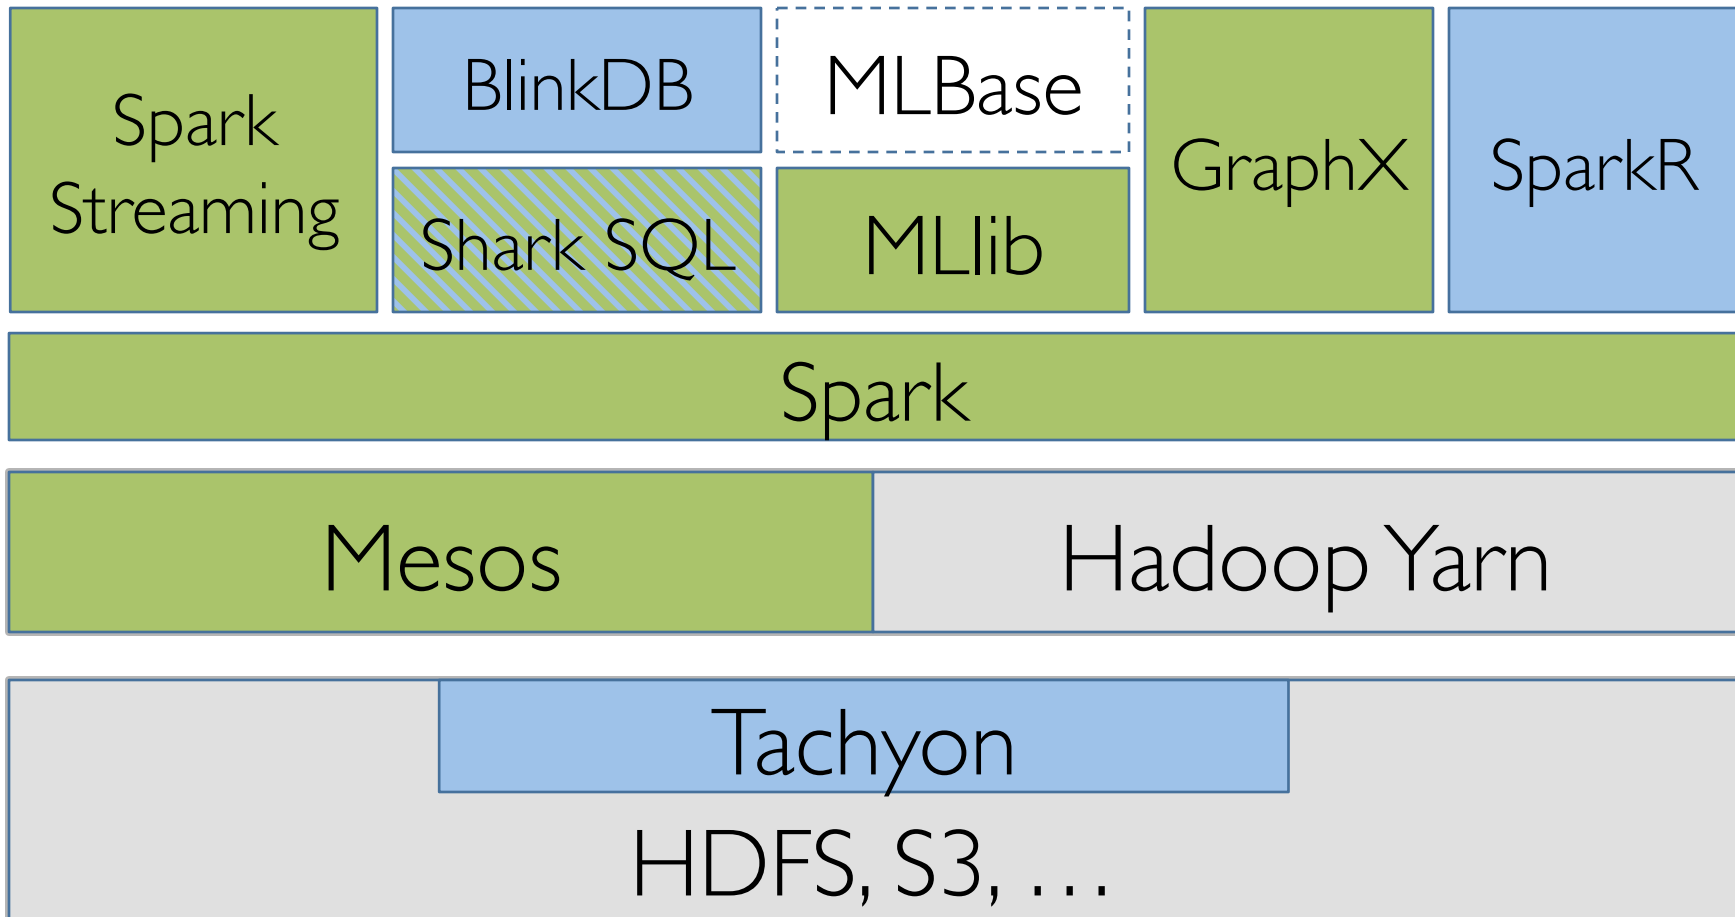 Spark
Streaming
BlinkDB
Shark SQL
MLBase
MLlib
GraphX
SparkR
Spark
Mesos
Hadoop Yarn
Tachyon
HDFS, S3, …